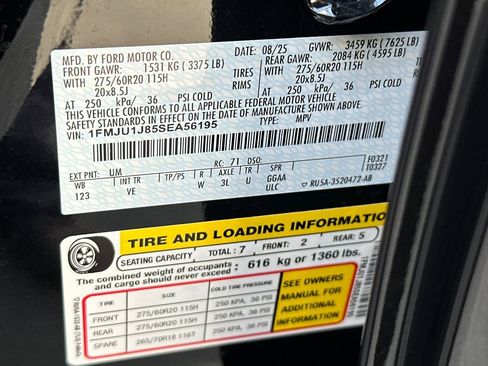 MFD. BY FORD MOTOR CO.
08/25 GVWR: 3459 KG ( 7625 LB)
FRONT GAWR: 1531 KG ( 3375 LB) REAR GAWR: 2084 KG ( 4595 LB)
WITH 275/60R20 115H TIRES WITH 275/60R20 115H
20x8.5J RIMS 20x8.5J
AT 250 kPa/ 36 PSI COLD AT 250 kPa/ 36 PSI COLD
THIS VEHICLE CONFORMS TO ALL APPLICABLE FEDERAL MOTOR VEHICLE
SAFETY STANDARDS IN EFFECT ON THE DATE OF MANUFACTURE SHOWN ABOVE.
VIN: 1FMJU1J85SEA56195 TYPE: MPV
F0321
T0327
EXT PNT: UM RC: 71 DSO:
WB INT TR TP/PS R AXLE TR SPR
123 VE W 3L U GGAA
ULC RU5A-3520472-AB
TIRE AND LOADING INFORMATION
SEATING CAPACITY TOTAL : 7 FRONT: 2 REAR: 5
The combined weight of occupants and cargo should never exceed : 616 kg or 1360 lbs.
TIRE SIZE COLD TIRE PRESSURE
FRONT 275/60R20 115H 250 KPA, 36 PSI
REAR 275/60R20 115H 250 KPA, 36 PSI
SPARE 265/70R18 116T 250 KPA, 36 PSI
SEE OWNERS
MANUAL FOR
ADDITIONAL
INFORMATION